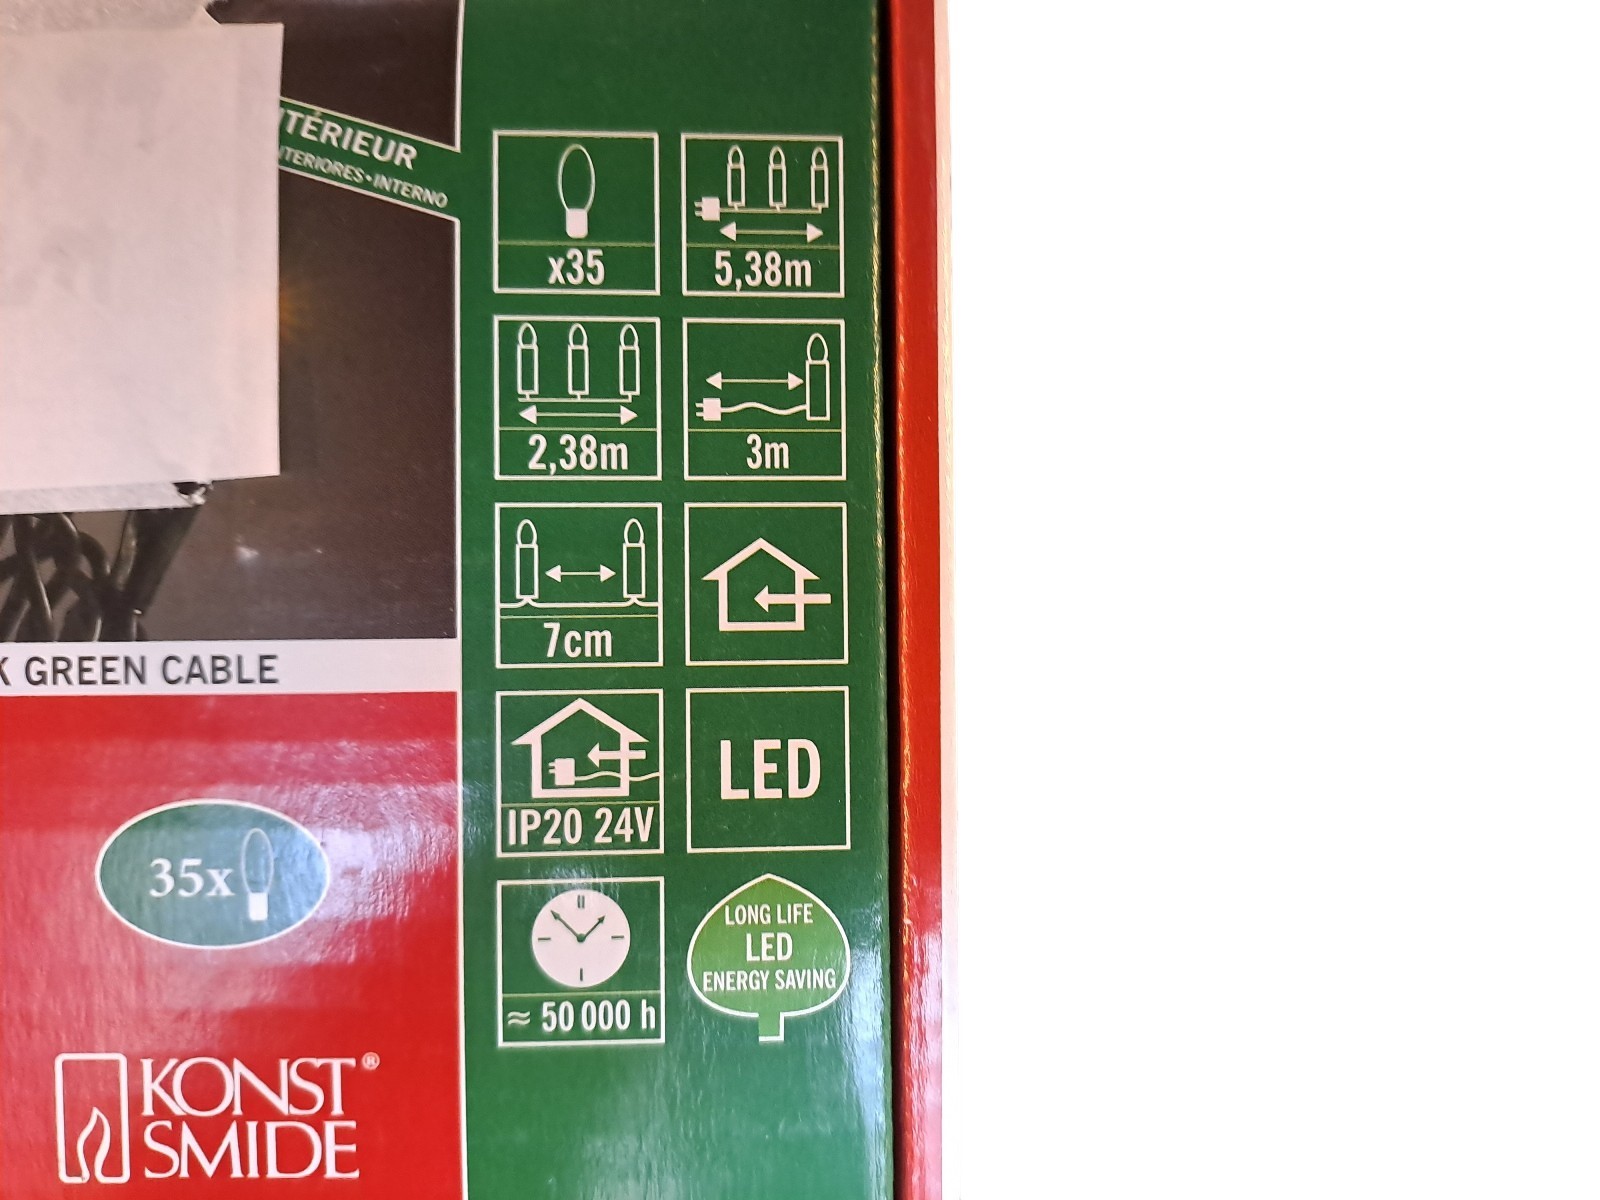 TÉRIEUR
TERIORES•INTERNO
x35
5,38m
2,38m
3m
7cm
GREEN CABLE
IP20 24V
LED
35x
≈ 50 000 h
LONG LIFE
LED
ENERGY SAVING
KONST®
SMIDE